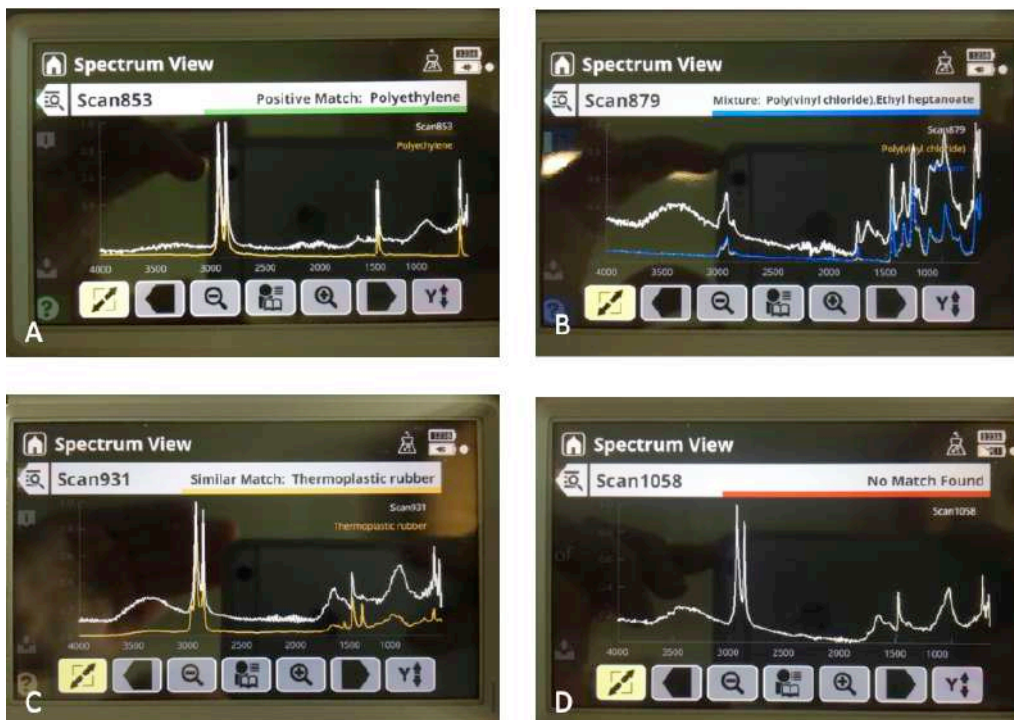 Spectrum View
Scan853 Positive Match: Polyethylene
Scan853
Polyethylene
4000 3500 3000 2500 2000 1500 1000
Y
A
Spectrum View
Scan879 Mixture: Poly(vinyl chloride).Ethyl heptanoate
Scan879
Poly(vinyl chloride)
4000 3500 3000 2500 2000 1500 1000
Y
B
Spectrum View
Scan931 Similar Match: Thermoplastic rubber
Scan931
Thermoplastic rubber
4000 3500 3000 2500 2000 1500 1000
Y
C
Spectrum View
Scan1058 No Match Found
Scan1058
4000 3500 3000 2500 2000 1500 1000
Y
D